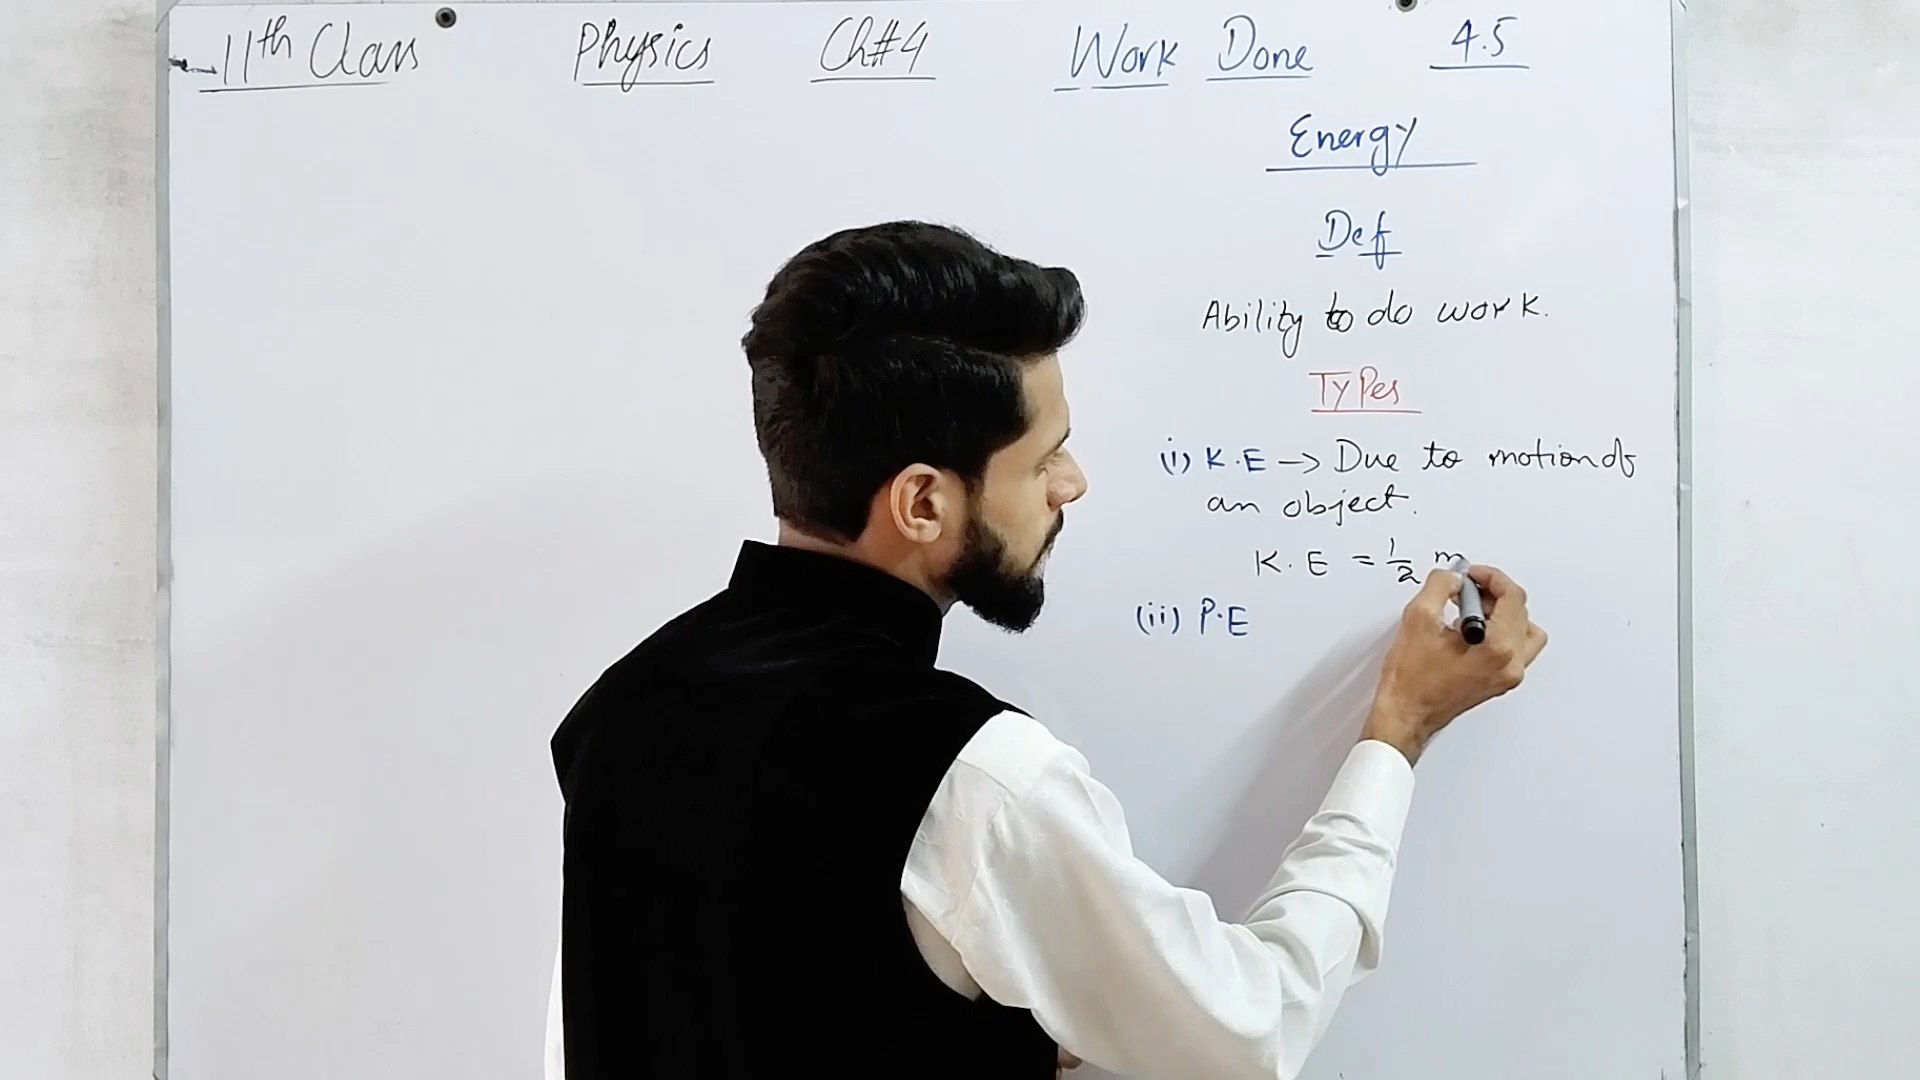 11th Class Physics Ch#4 Work Done 4.5
Energy
Def
Ability to do work.
Types
(i) K.E → Due to motion of
an object.
K.E = 1/2 m
(ii) P.E